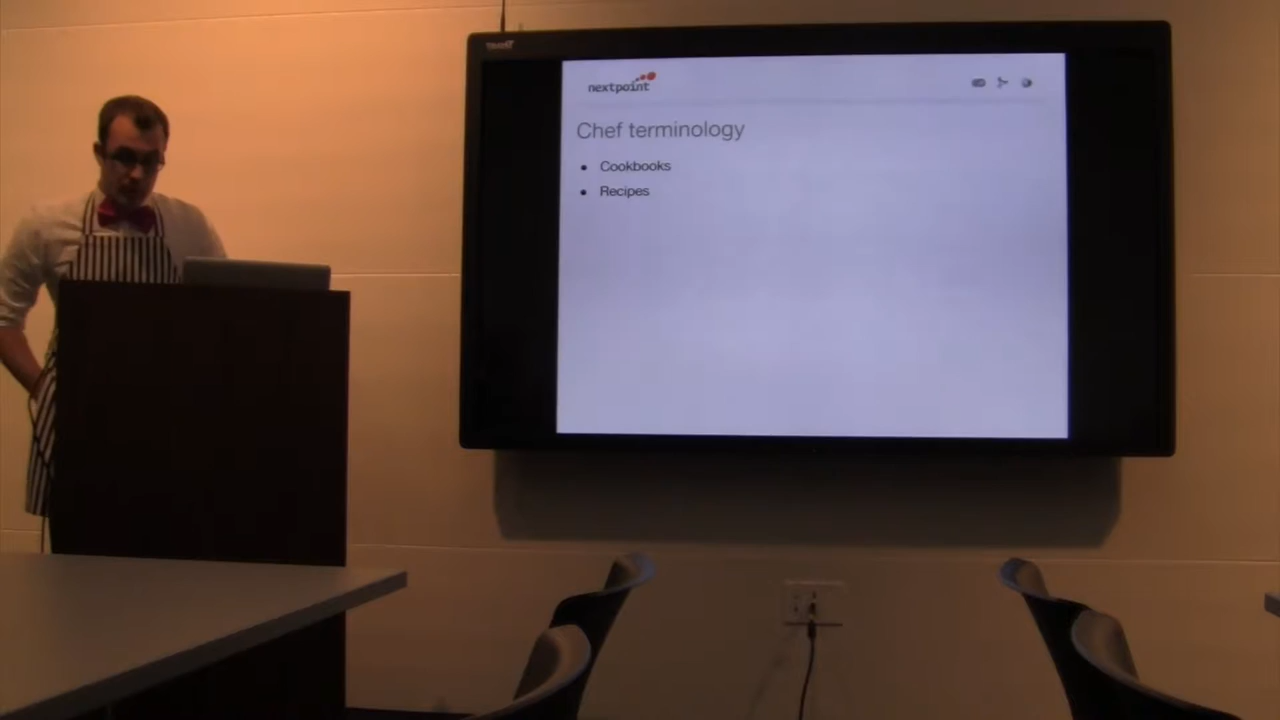 nextpoint
Chef terminology
• Cookbooks
• Recipes